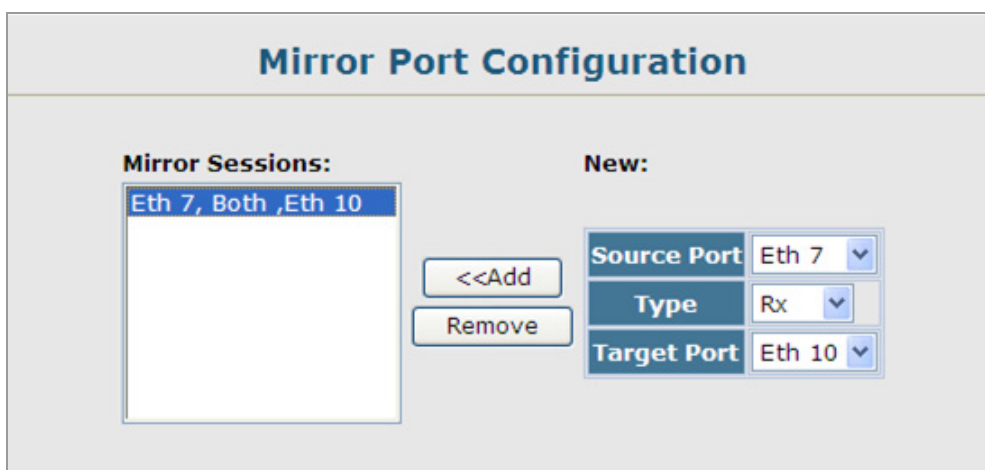 Mirror Port Configuration
Mirror Sessions:
New:
Eth 7, Both ,Eth 10
<<Add
Remove
Source Port Eth 7
Type Rx
Target Port Eth 10